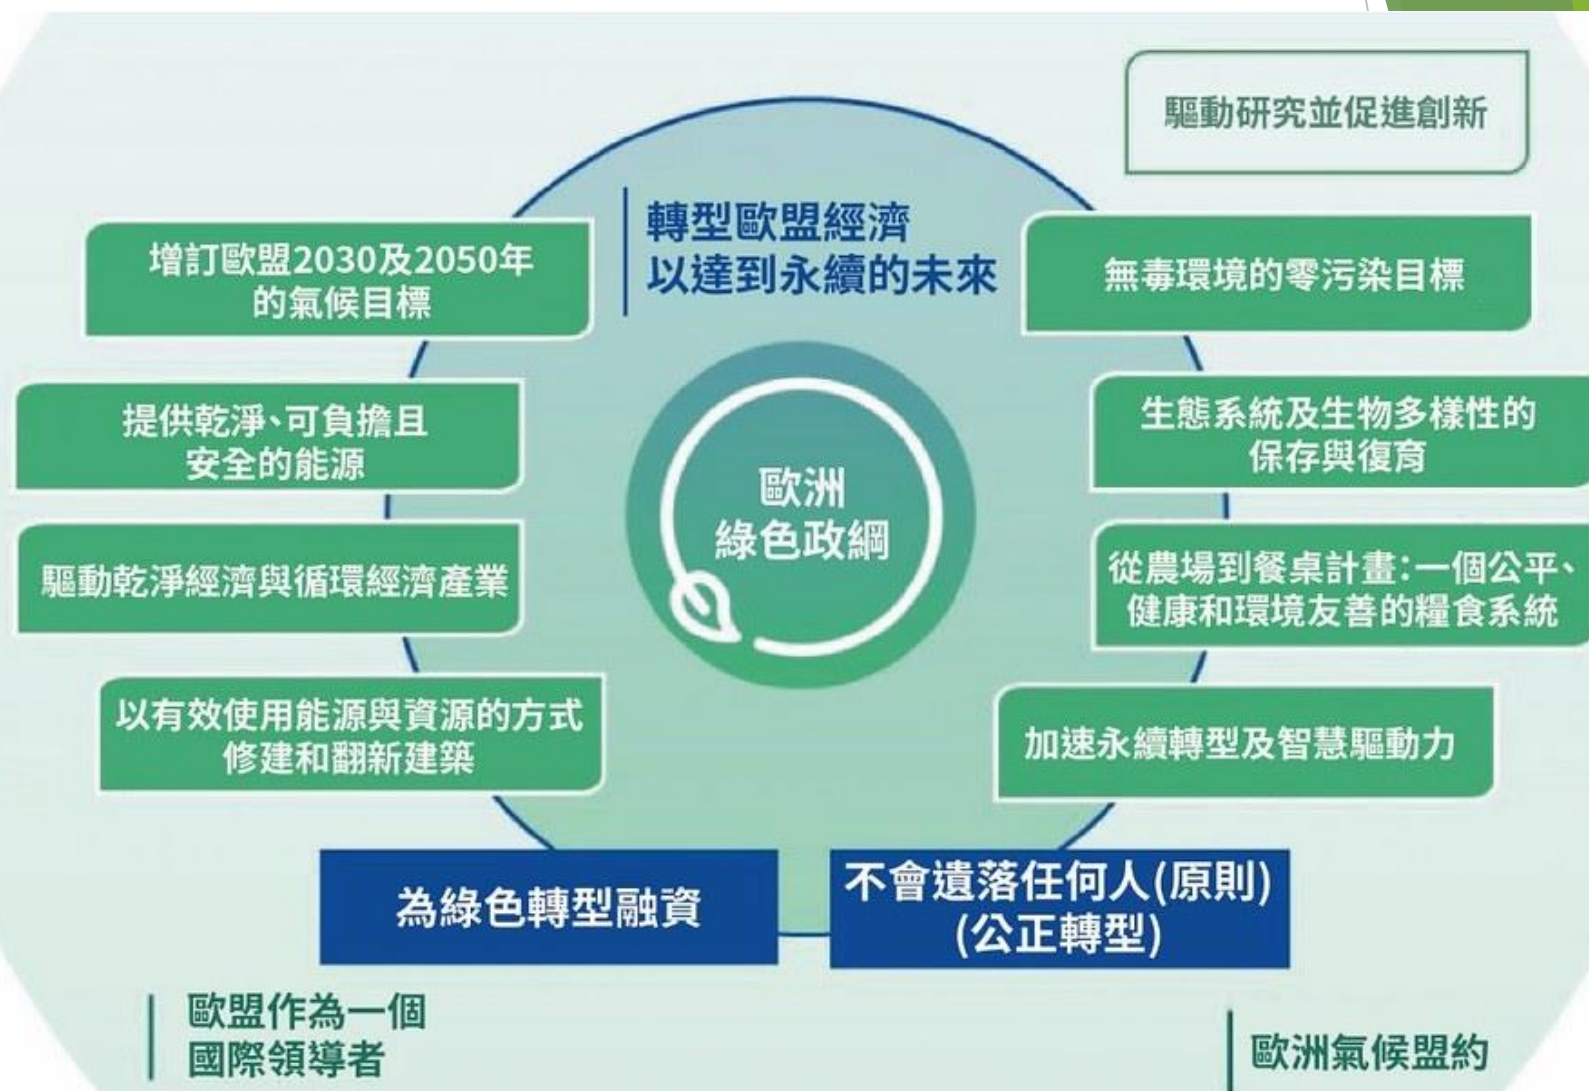 驅動研究並促進創新
轉型歐盟經濟
以達到永續的未來
增訂歐盟2030及2050年
的氣候目標
無毒環境的零污染目標
提供乾淨、可負擔且
安全的能源
生態系統及生物多樣性的
保存與復育
歐洲
綠色政綱
驅動乾淨經濟與循環經濟產業
從農場到餐桌計畫:一個公平、
健康和環境友善的糧食系統
以有效使用能源與資源的方式
修建和翻新建築
加速永續轉型及智慧驅動力
為綠色轉型融資
不會遺落任何人(原則)
(公正轉型)
歐盟作為一個
國際領導者
歐洲氣候盟約